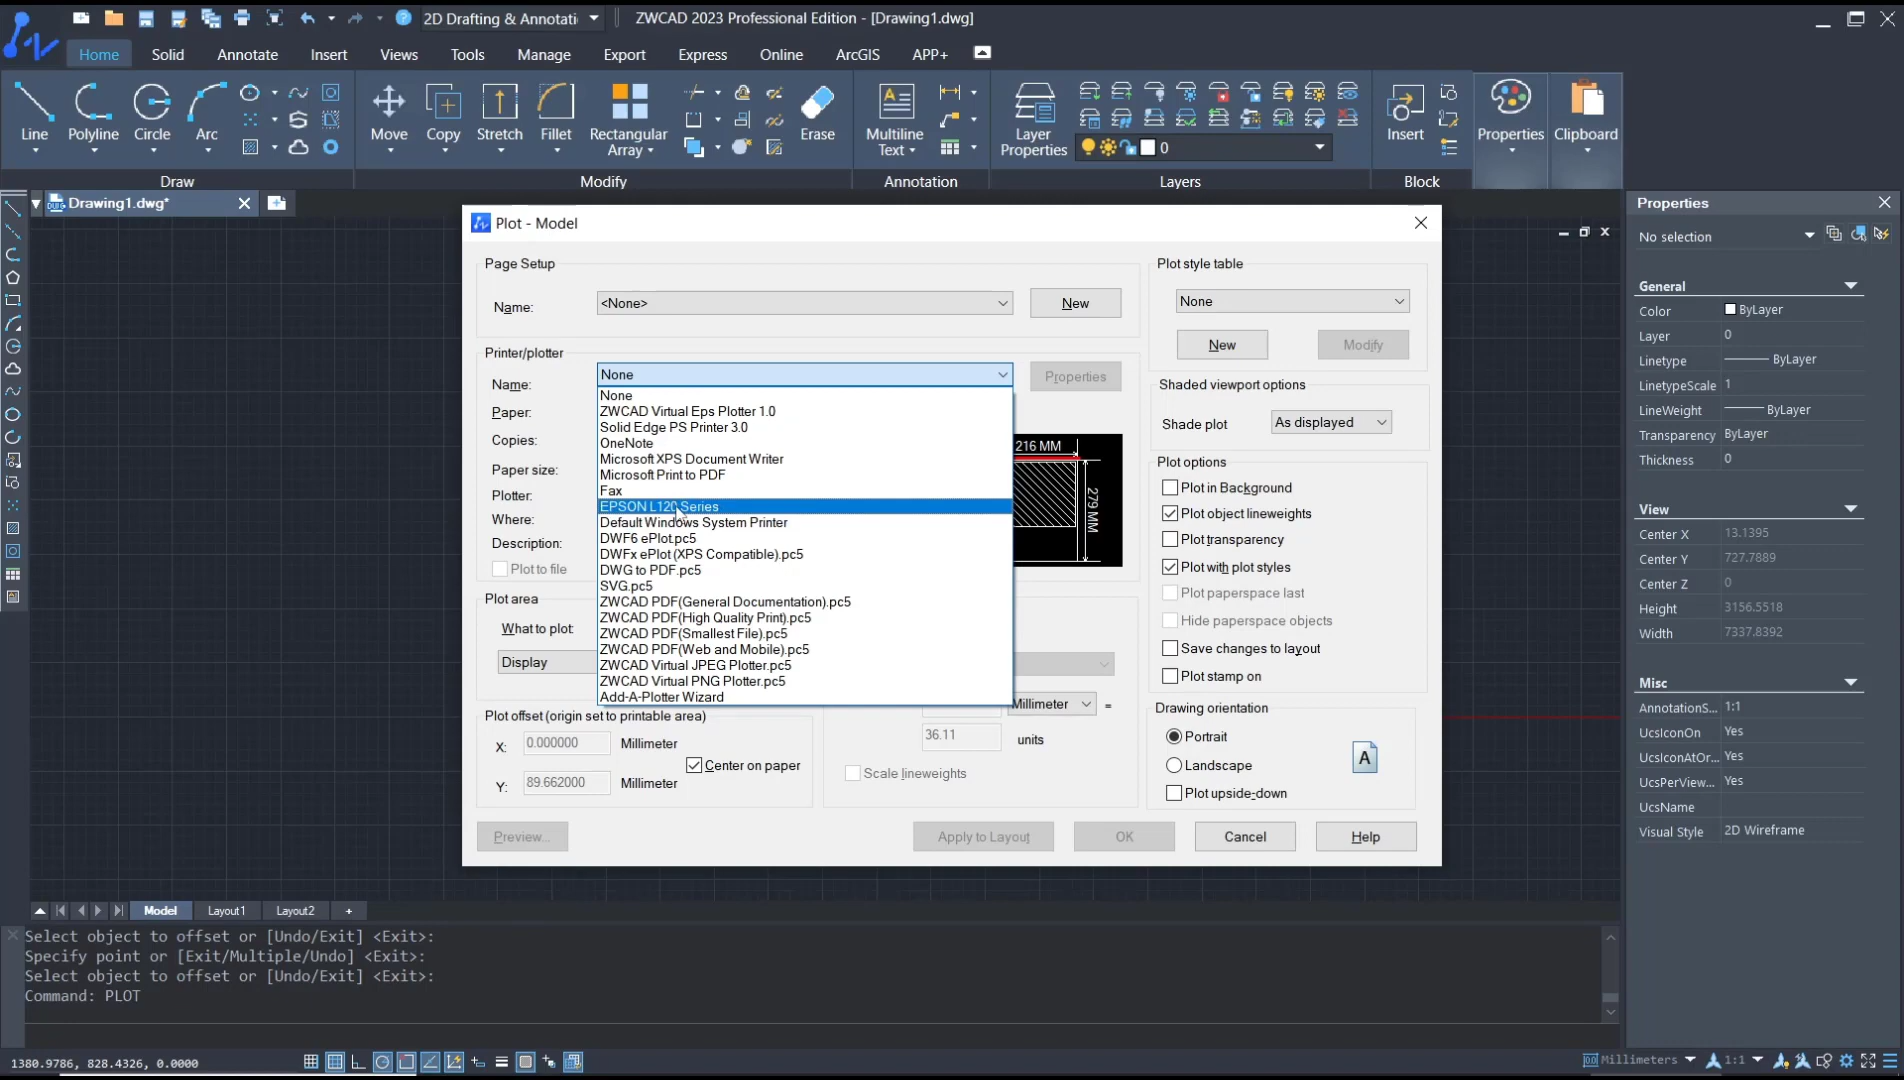 2D Drafting & Annotati
ZWCAD 2023 Professional Edition - [Drawing1.dwg]
Home
Solid
Annotate
Insert
Views
Tools
Manage
Export
Express
Online
ArcGIS
APP+
Line
Polyline
Circle
Arc
Move
Copy
Stretch
Fillet
Rectangular
Array
Erase
Multiline
Text
Layer
Properties
0
Insert
Properties
Clipboard
Draw
Modify
Annotation
Layers
Block
Drawing1.dwg*
Plot - Model
Page Setup
Name:
<None>
New
Printer/plotter
Name:
None
Properties
Paper:
Copies:
Paper size:
Plotter:
Where:
Description:
Plot to file
None
ZWCAD Virtual Eps Plotter 1.0
Solid Edge PS Printer 3.0
OneNote
Microsoft XPS Document Writer
Microsoft Print to PDF
Fax
EPSON L120 Series
Default Windows System Printer
DWF6 ePlot.pc5
DWFx ePlot (XPS Compatible).pc5
DWG to PDF.pc5
SVG.pc5
ZWCAD PDF(General Documentation).pc5
ZWCAD PDF(High Quality Print).pc5
ZWCAD PDF(Smallest File).pc5
ZWCAD PDF(Web and Mobile).pc5
ZWCAD Virtual JPEG Plotter.pc5
ZWCAD Virtual PNG Plotter.pc5
Add-A-Plotter Wizard
216 MM
279 MM
Plot area
What to plot:
Display
Plot offset (origin set to printable area)
X:
0.000000
Millimeter
Y:
89.662000
Millimeter
Center on paper
Millimeter
=
36.11
units
Scale lineweights
Plot style table
None
New
Modify
Shaded viewport options
Shade plot
As displayed
Plot options
Plot in Background
Plot object lineweights
Plot transparency
Plot with plot styles
Plot paperspace last
Hide paperspace objects
Save changes to layout
Plot stamp on
Drawing orientation
Portrait
Landscape
Plot upside-down
A
Preview...
Apply to Layout
OK
Cancel
Help
Properties
No selection
General
Color
ByLayer
Layer
0
Linetype
ByLayer
LinetypeScale
1
LineWeight
ByLayer
Transparency
ByLayer
Thickness
0
View
Center X
13.1395
Center Y
727.7889
Center Z
0
Height
3156.5518
Width
7337.8392
Misc
AnnotationS...
1:1
UcsIconOn
Yes
UcsIconAtOr...
Yes
UcsPerView...
Yes
UcsName
Visual Style
2D Wireframe
Model
Layout1
Layout2
+
Select object to offset or [Undo/Exit] <Exit>:
Specify point or [Exit/Multiple/Undo] <Exit>:
Select object to offset or [Undo/Exit] <Exit>:
Command: PLOT
1380.9786, 828.4326, 0.0000
Millimeters
1:1